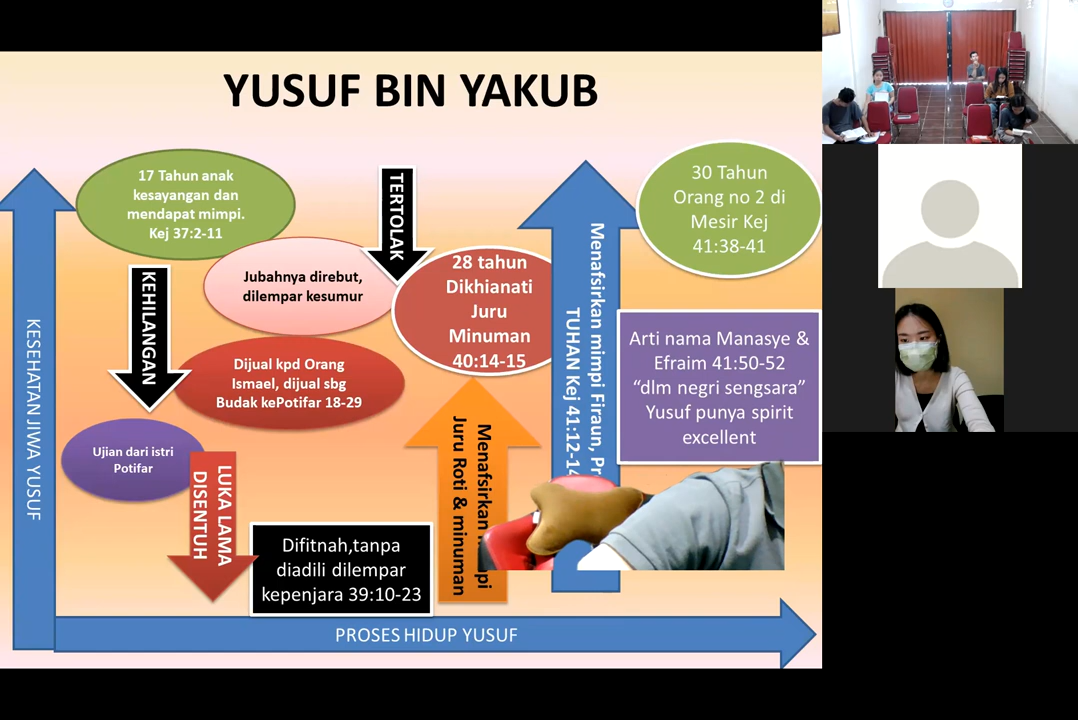 YUSUF BIN YAKUB
17 Tahun anak
kesayangan dan
mendapat mimpi.
Kej 37:2-11
KEHILANGAN
Jubahnya direbut,
dilempar kesumur
Dijual kpd Orang
Ismael, dijual sbg
Budak kePotifar 18-29
Ujian dari istri
Potifar
LUKA LAMA
DISENTUH
Difitnah,tanpa
diadili dilempar
kepenjara 39:10-23
TERTOLAK
28 tahun
Dikhianati
Juru
Minuman
40:14-15
Menafsirkan
Juru Roti & minuman
Menafsirkan mimpi Firaun,
TUHAN Kej 41:12-14
30 Tahun
Orang no 2 di
Mesir Kej
41:38-41
Arti nama Manasye &
Efraim 41:50-52
“dlm negri sengsara”
Yusuf punya spirit
excellent
KESEHATAN JIWA YUSUF
PROSES HIDUP YUSUF